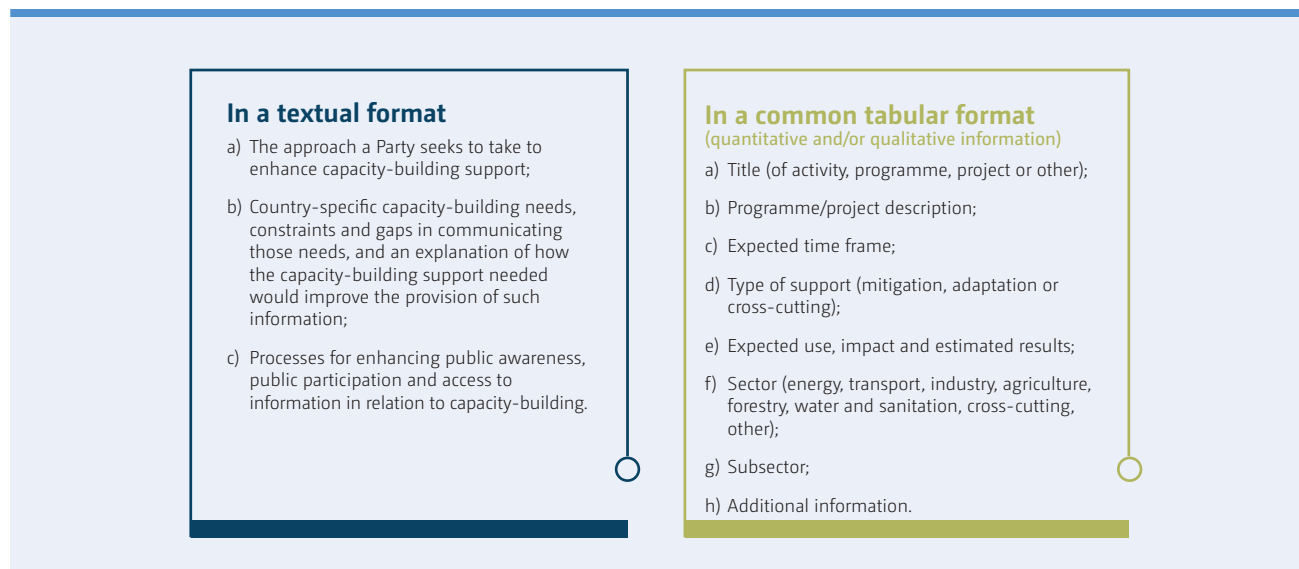 In a textual format
a) The approach a Party seeks to take to
enhance capacity-building support;
b) Country-specific capacity-building needs,
constraints and gaps in communicating
those needs, and an explanation of how
the capacity-building support needed
would improve the provision of such
information;
c) Processes for enhancing public awareness,
public participation and access to
information in relation to capacity-building.
In a common tabular format
(quantitative and/or qualitative information)
a) Title (of activity, programme, project or other);
b) Programme/project description;
c) Expected time frame;
d) Type of support (mitigation, adaptation or
cross-cutting);
e) Expected use, impact and estimated results;
f) Sector (energy, transport, industry, agriculture,
forestry, water and sanitation, cross-cutting,
other);
g) Subsector;
h) Additional information.